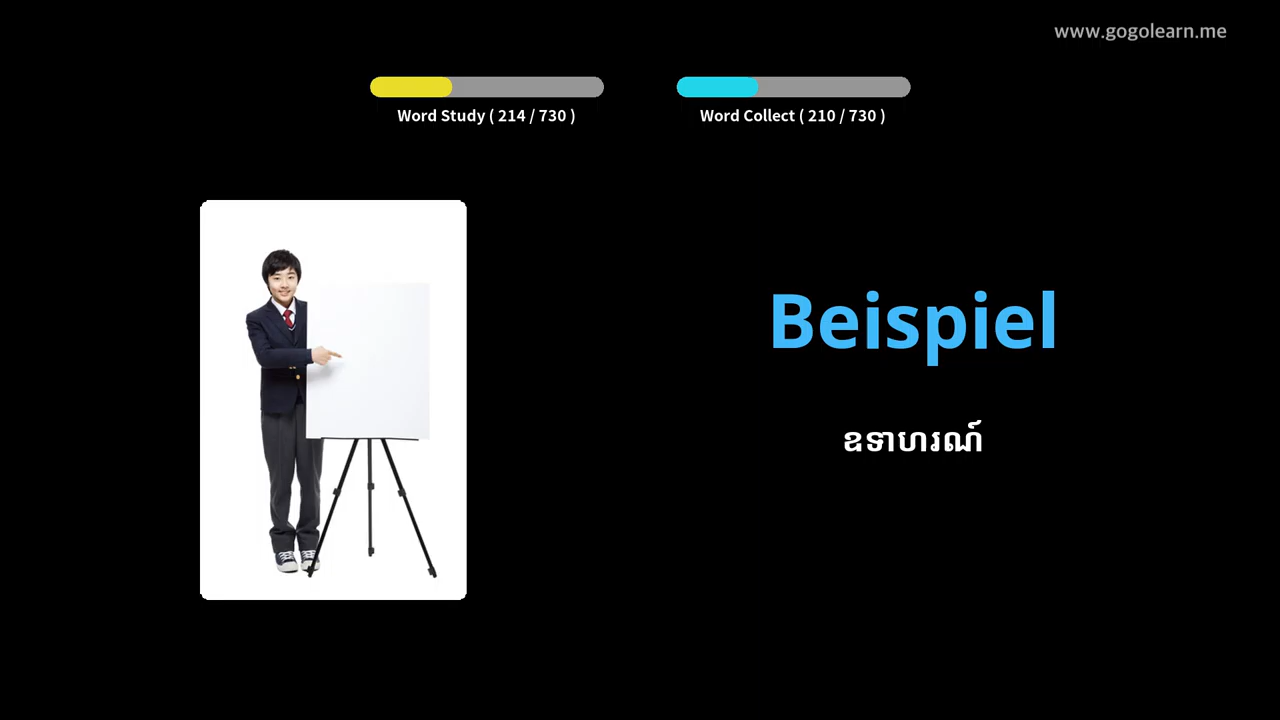 www.gogolearn.me
Word Study ( 214 / 730 )
Word Collect ( 210 / 730 )
Beispiel
ឧទាហរណ៍